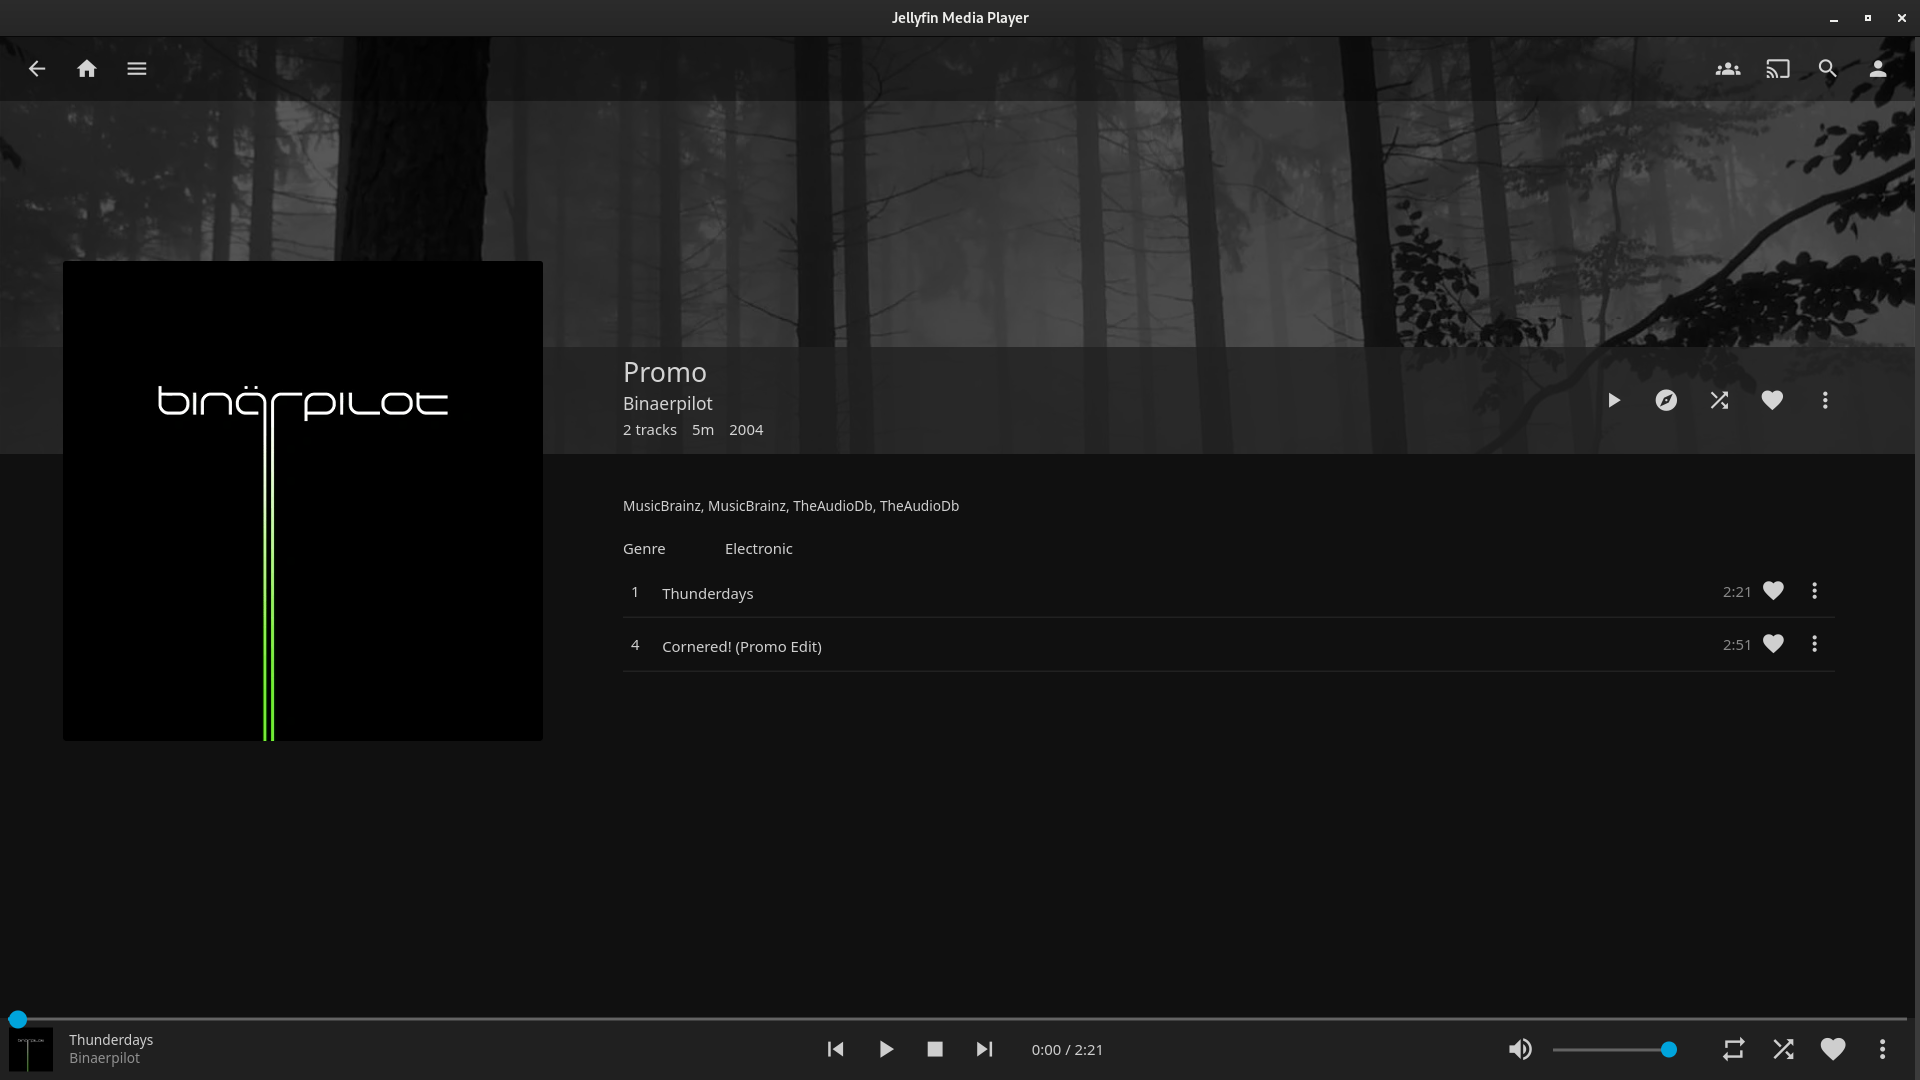 Jellyfin Media Player
binärpilot
Promo
Binaerpilot
2 tracks 5m 2004
MusicBrainz, MusicBrainz, TheAudioDb, TheAudioDb
Genre Electronic
1 Thunderdays 2:21
4 Cornered! (Promo Edit) 2:51
Thunderdays
Binaerpilot
0:00 / 2:21